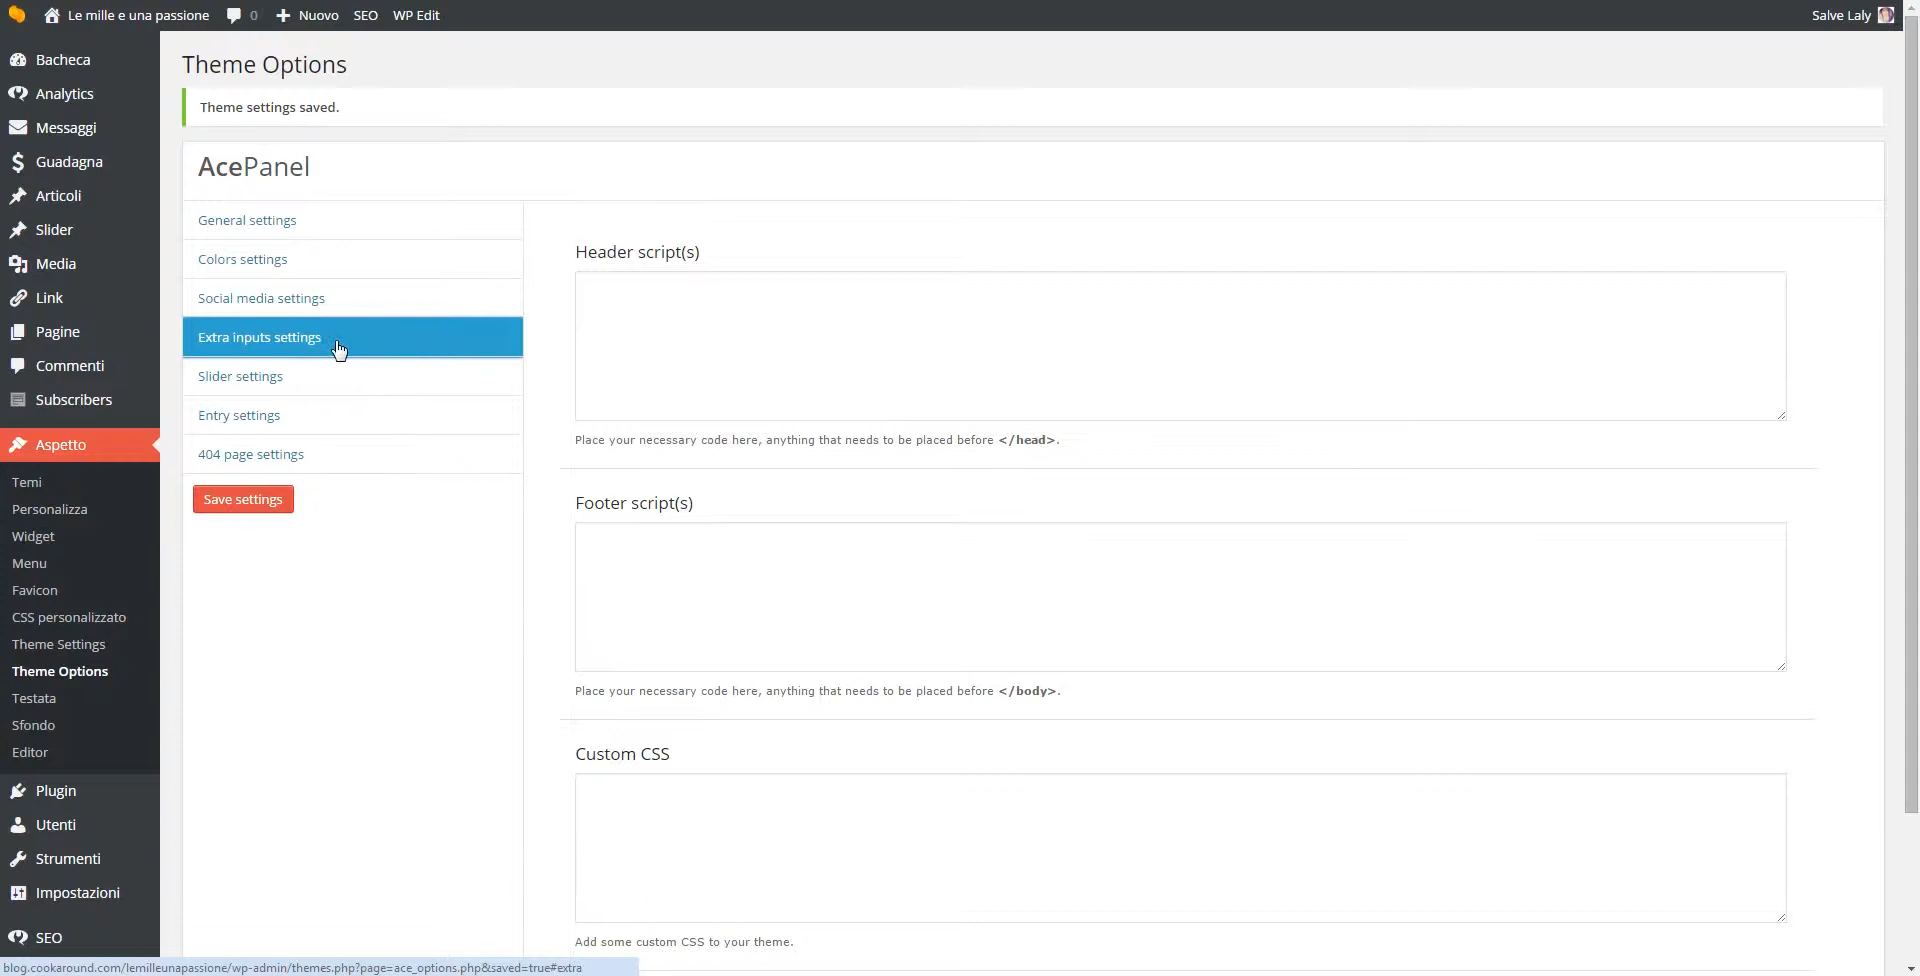 Le mille e una passione 0 Nuovo SEO WP Edit Salve Laly
Bacheca
Analytics
Messaggi
Guadagna
Articoli
Slider
Media
Link
Pagine
Commenti
Subscribers
Aspetto
Temi
Personalizza
Widget
Menu
Favicon
CSS personalizzato
Theme Settings
Theme Options
Testata
Sfondo
Editor
Plugin
Utenti
Strumenti
Impostazioni
SEO
Theme Options
Theme settings saved.
AcePanel
General settings
Colors settings
Social media settings
Extra inputs settings
Slider settings
Entry settings
404 page settings
Save settings
Header script(s)
Place your necessary code here, anything that needs to be placed before </head>.
Footer script(s)
Place your necessary code here, anything that needs to be placed before </body>.
Custom CSS
Add some custom CSS to your theme.
blog.cookaround.com/lemilleunapassione/wp-admin/themes.php?page=ace_options.php&saved=true#extra